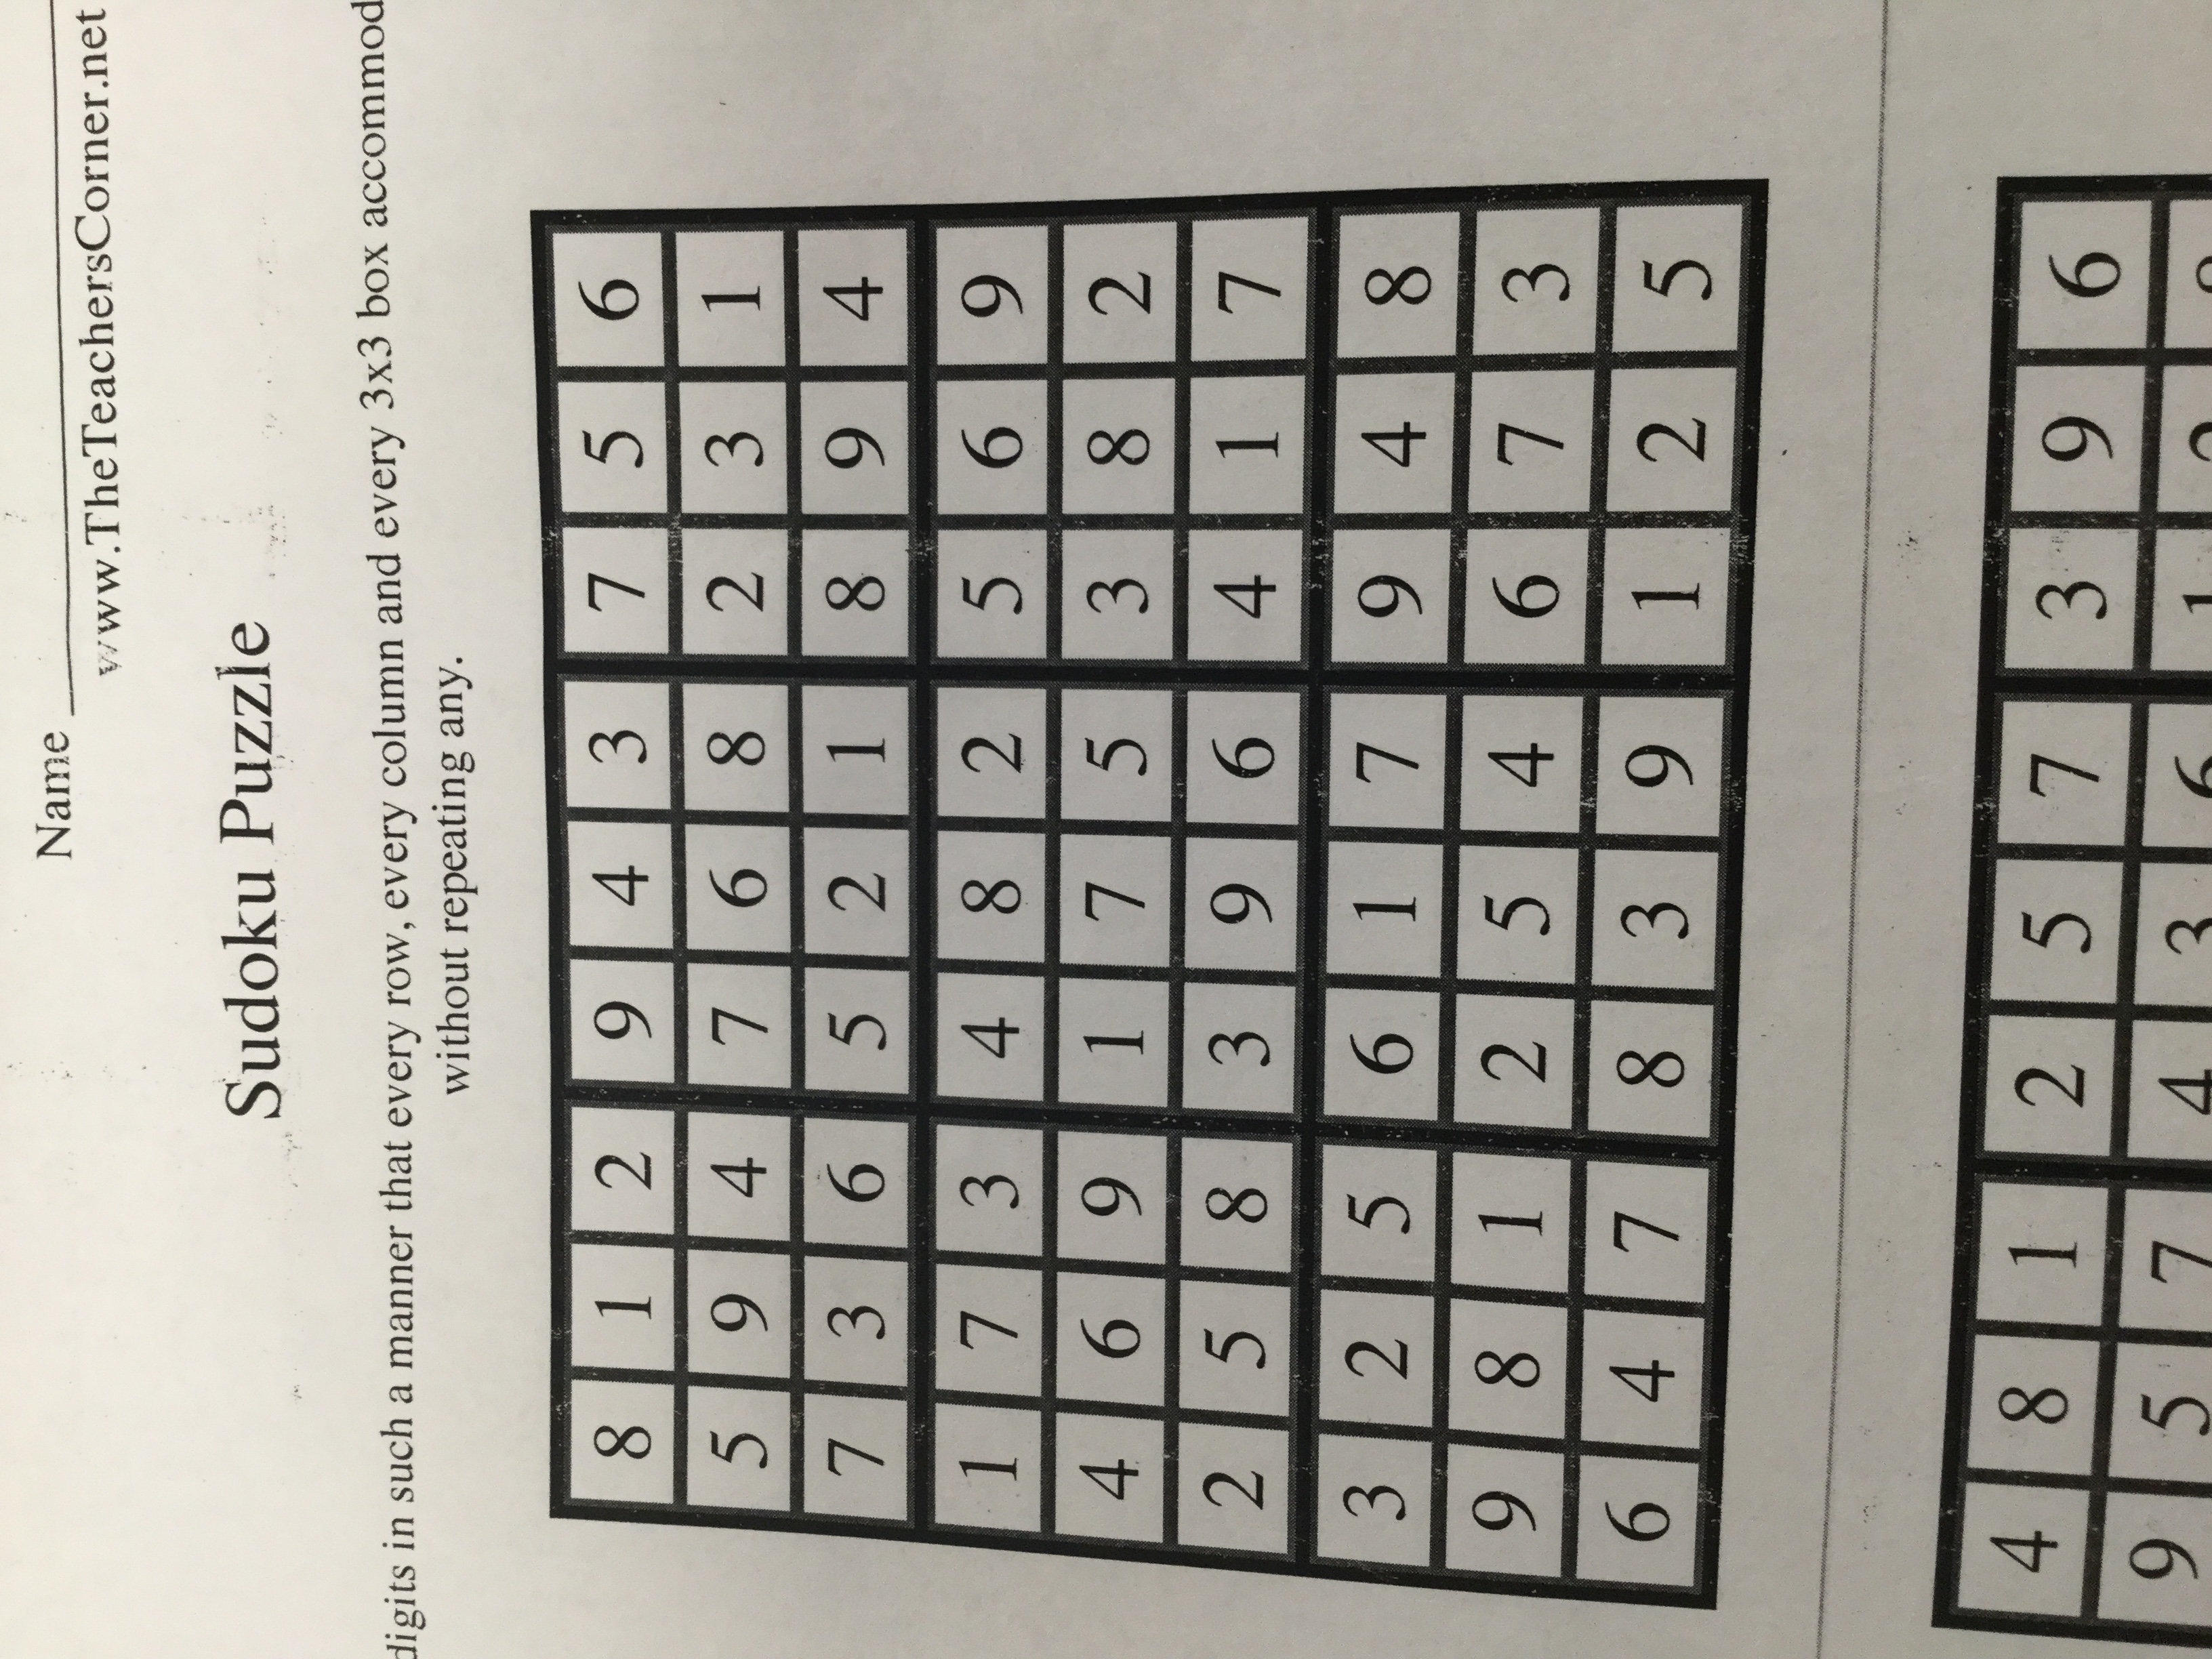 Name
www.TheTeachersCorner.net
Sudoku Puzzle
digits in such a manner that every row, every column and every 3x3 box accommod
without repeating any.
8 1 2 9 4 3 7 5 6
5 9 4 7 6 8 2 3 1
7 3 6 5 2 1 8 9 4
1 7 3 4 8 2 5 6 9
4 6 9 1 7 5 3 8 2
2 5 8 3 9 6 4 1 7
3 2 5 6 1 7 9 4 8
9 8 1 2 5 4 6 7 3
6 4 7 8 3 9 1 2 5
4 8 1 2 5 7 3 9 6
9 5 7 4 3 6 1 2 8